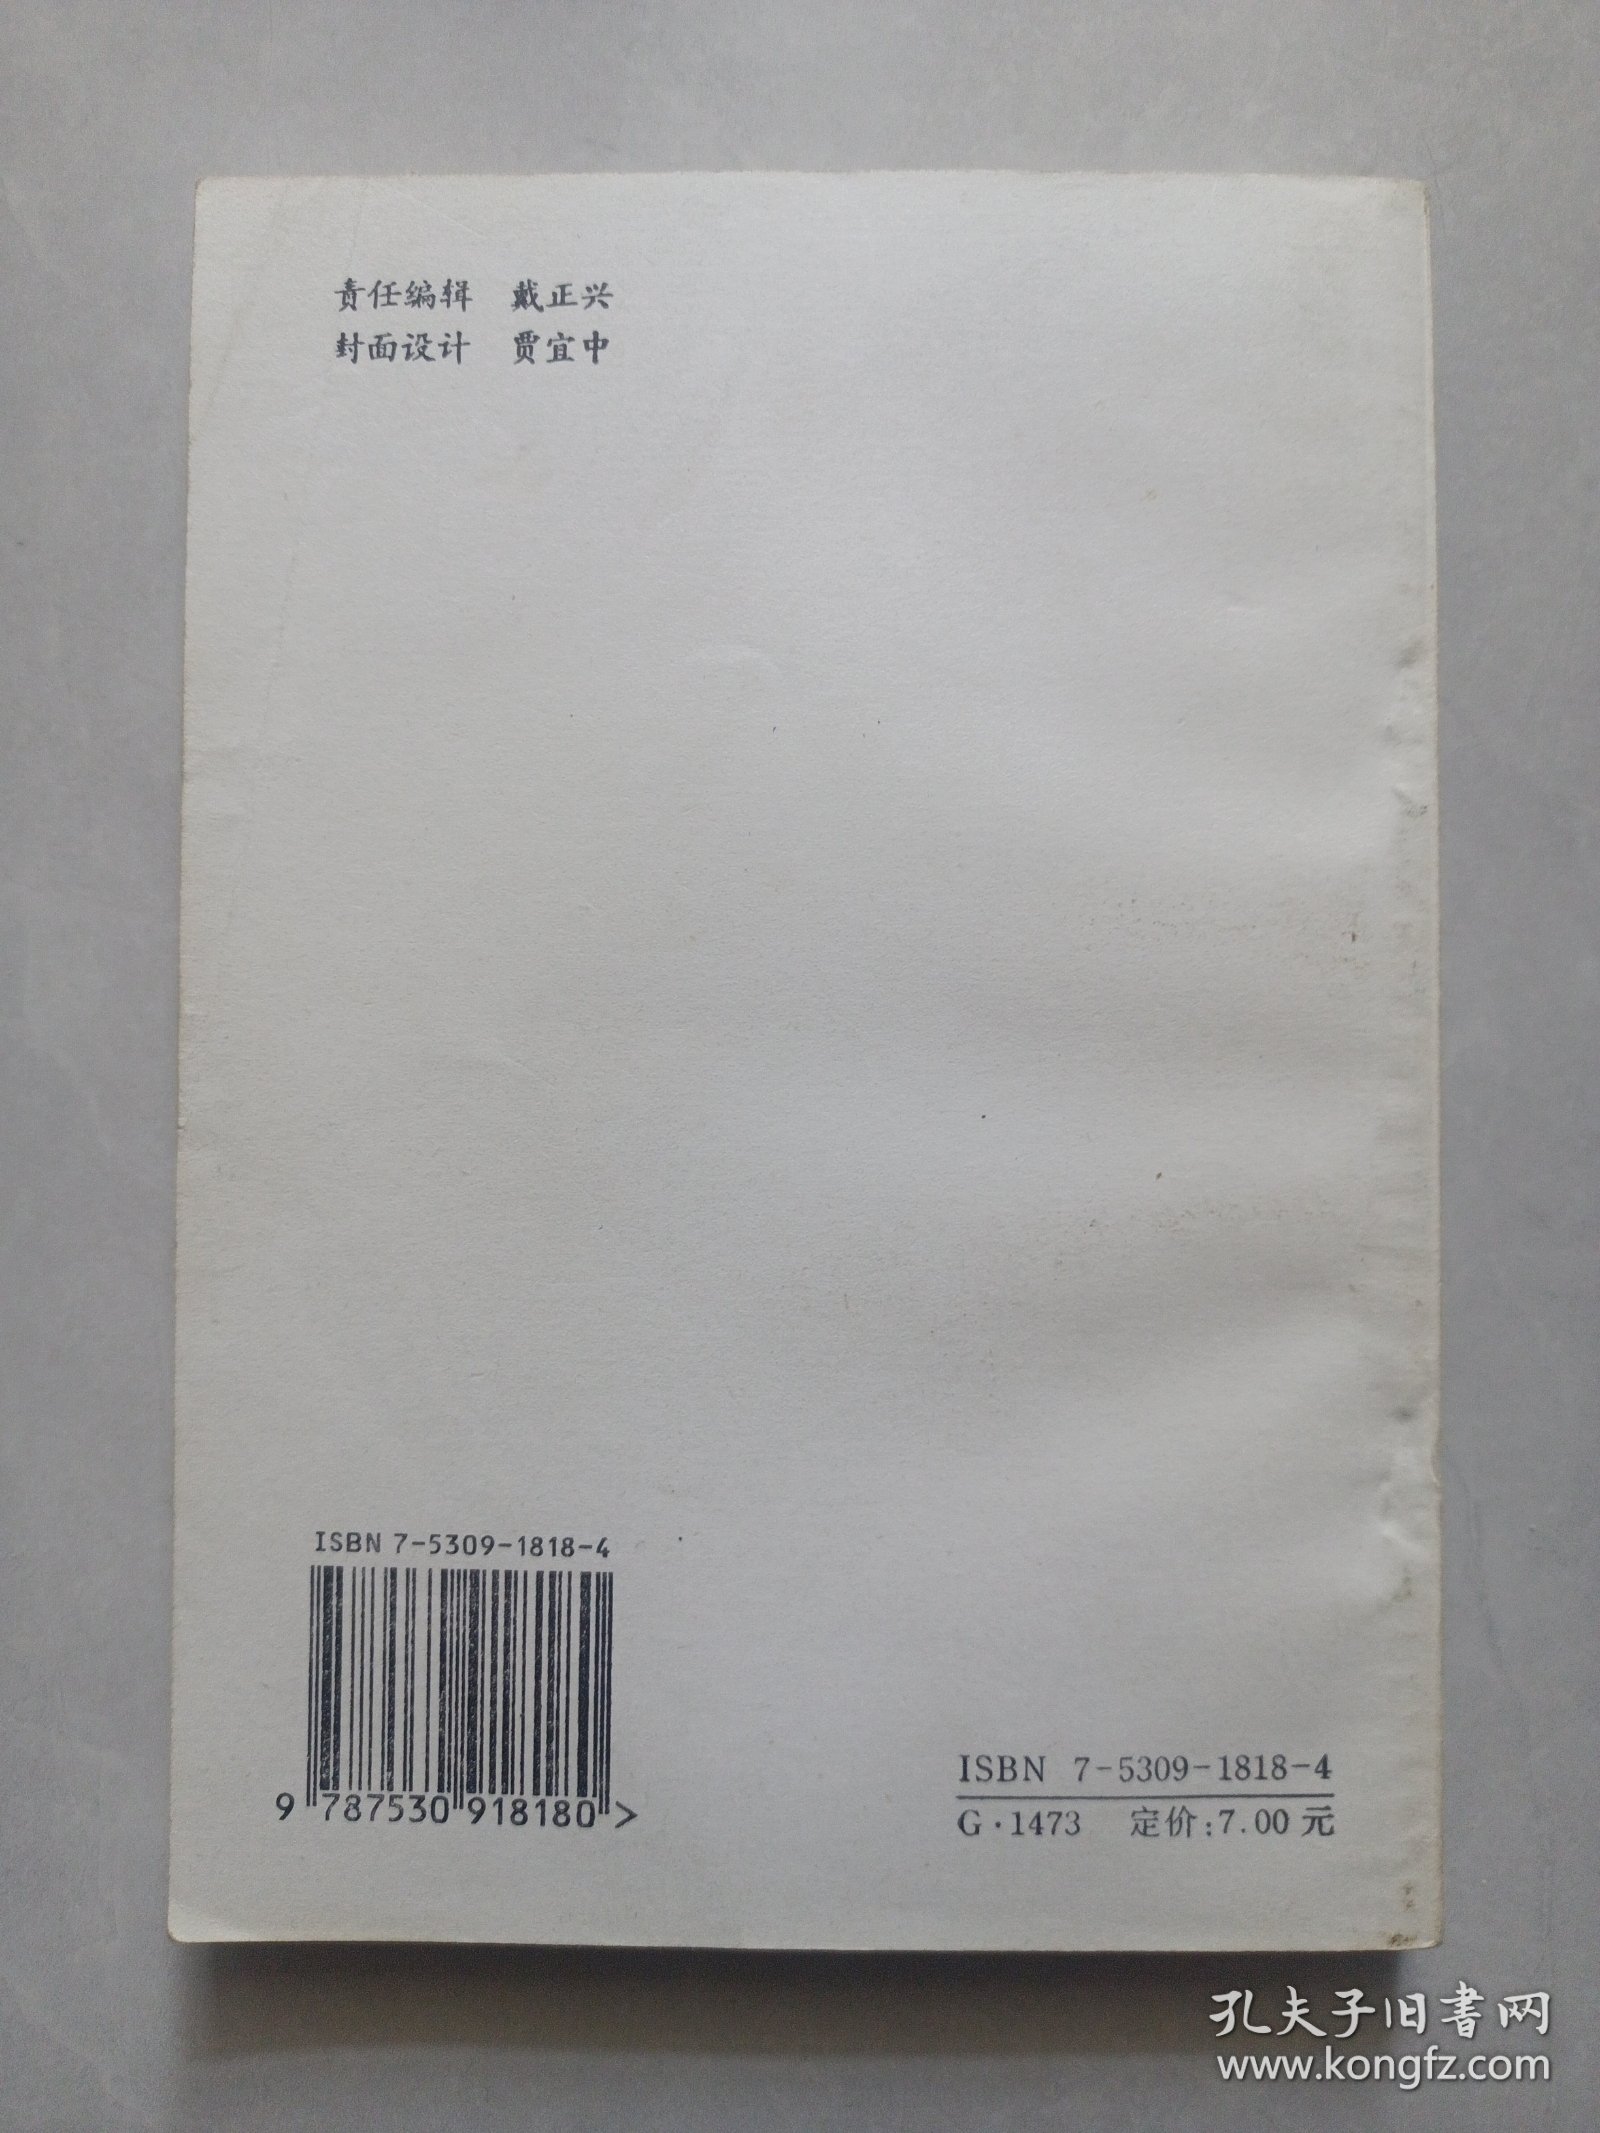 责任编辑　戴正兴
封面设计　贾宜中
ISBN 7-5309-1818-4
9 787530 918180 >
ISBN 7-5309-1818-4
G·1473　定价:7.00元
孔夫子旧书网
www.kongfz.com